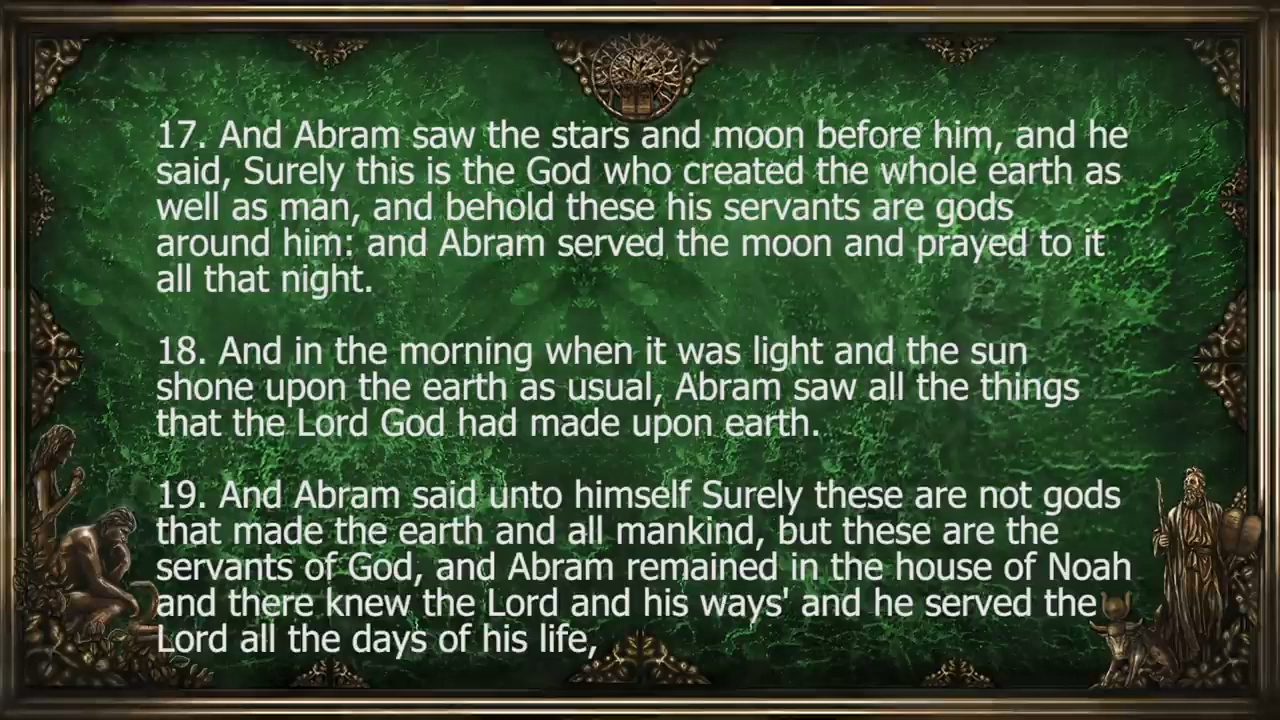 17. And Abram saw the stars and moon before him, and he
said, Surely this is the God who created the whole earth as
well as man, and behold these his servants are gods
around him: and Abram served the moon and prayed to it
all that night.
18. And in the morning when it was light and the sun
shone upon the earth as usual, Abram saw all the things
that the Lord God had made upon earth.
19. And Abram said unto himself Surely these are not gods
that made the earth and all mankind, but these are the
servants of God, and Abram remained in the house of Noah
and there knew the Lord and his ways' and he served the
Lord all the days of his life,